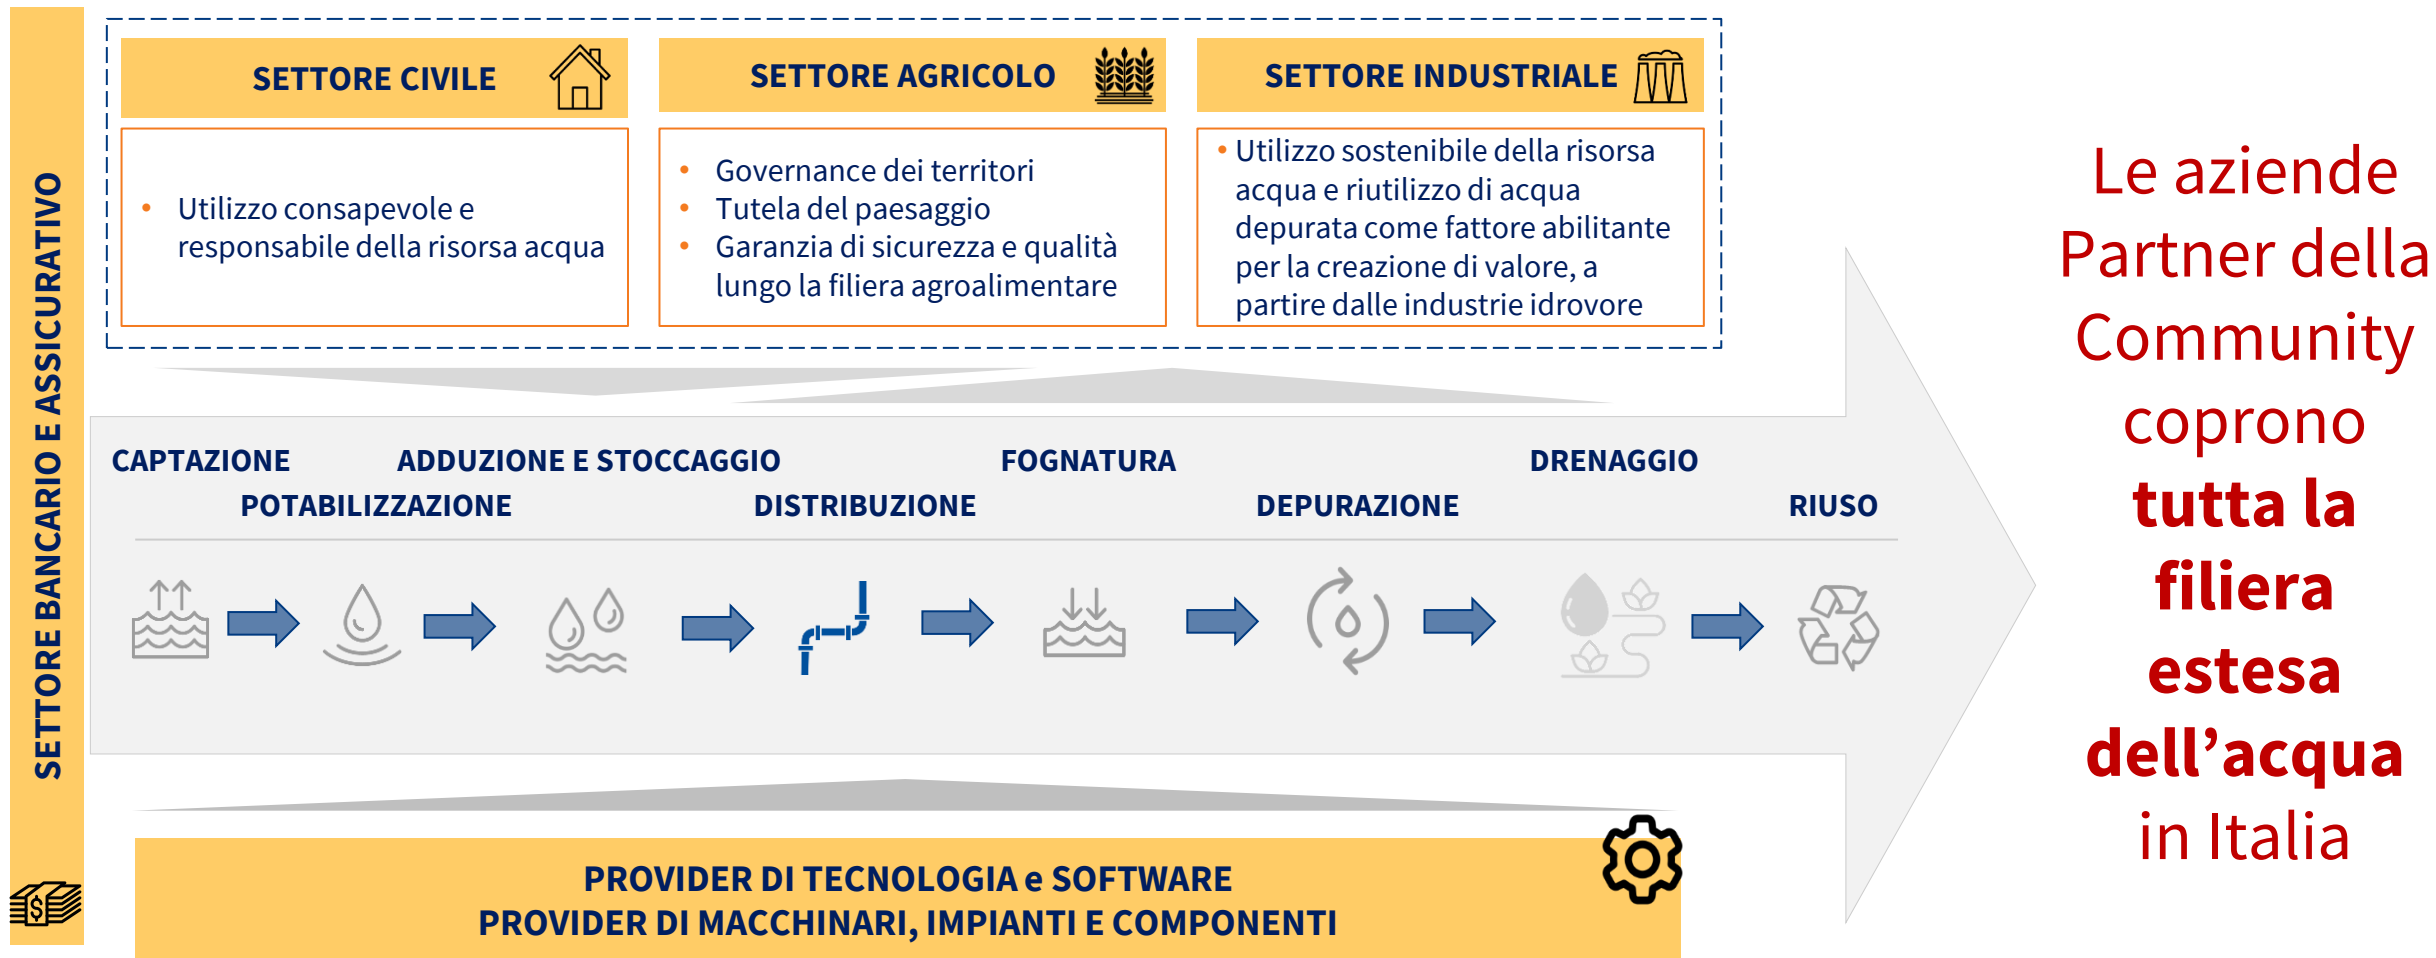 SETTORE BANCARIO E ASSICURATIVO
SETTORE CIVILE
• Utilizzo consapevole e
responsabile della risorsa acqua
SETTORE AGRICOLO
• Governance dei territori
• Tutela del paesaggio
• Garanzia di sicurezza e qualità
lungo la filiera agroalimentare
SETTORE INDUSTRIALE
• Utilizzo sostenibile della risorsa
acqua e riutilizzo di acqua
depurata come fattore abilitante
per la creazione di valore, a
partire dalle industrie idrovore
CAPTAZIONE
POTABILIZZAZIONE
ADDUZIONE E STOCCAGGIO
DISTRIBUZIONE
FOGNATURA
DEPURAZIONE
DRENAGGIO
RIUSO
PROVIDER DI TECNOLOGIA e SOFTWARE
PROVIDER DI MACCHINARI, IMPIANTI E COMPONENTI
Le aziende
Partner della
Community
coprono
tutta la
filiera
estesa
dell’acqua
in Italia
$